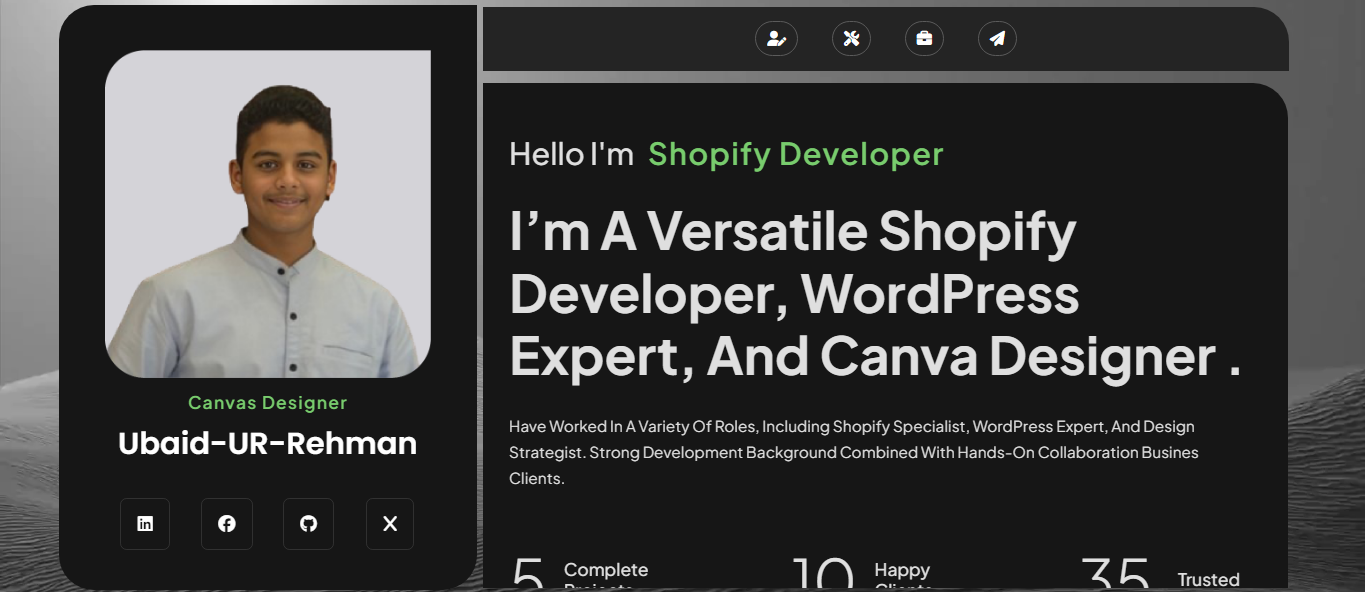 Canvas Designer
Ubaid-UR-Rehman
Hello I'm Shopify Developer
I’m A Versatile Shopify
Developer, WordPress
Expert, And Canva Designer .
Have Worked In A Variety Of Roles, Including Shopify Specialist, WordPress Expert, And Design
Strategist. Strong Development Background Combined With Hands-On Collaboration Busines
Clients.
5 Complete
Projects
10 Happy
Clients
35 Trusted